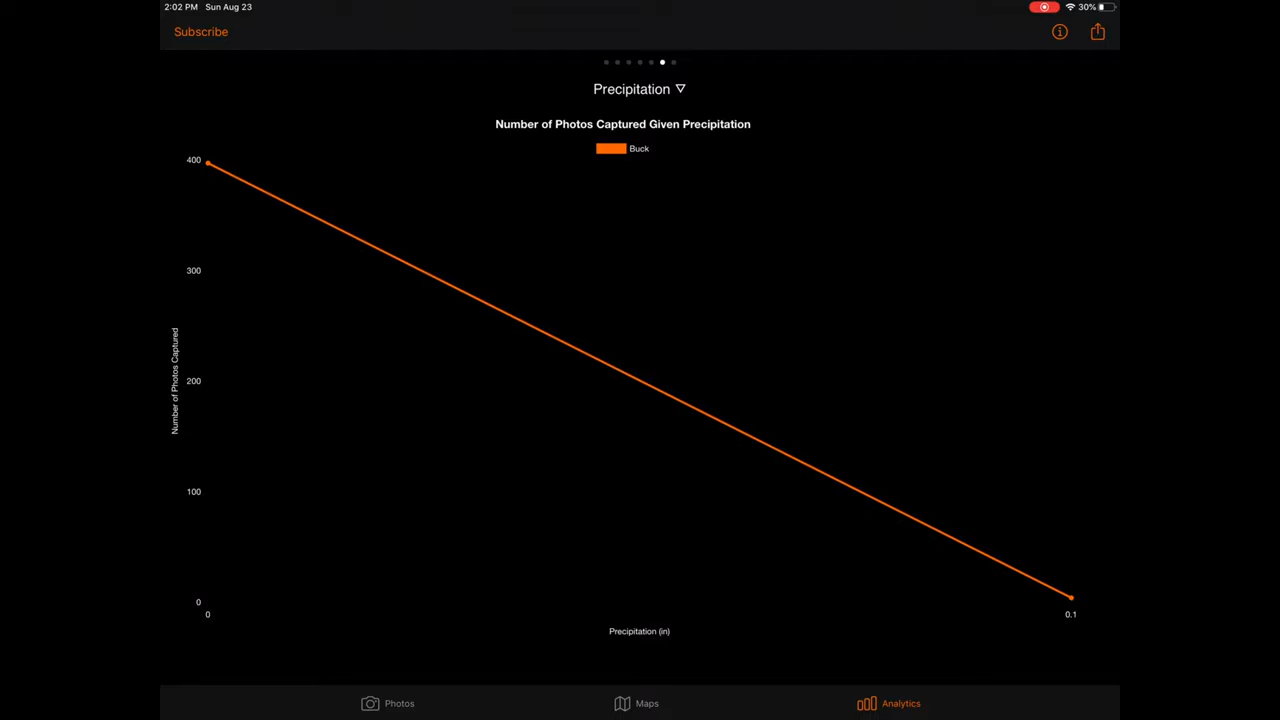 2:02 PM Sun Aug 23
30%
Subscribe
Precipitation
Number of Photos Captured Given Precipitation
Buck
400
300
200
100
0
Number of Photos Captured
0
0.1
Precipitation (in)
Photos
Maps
Analytics